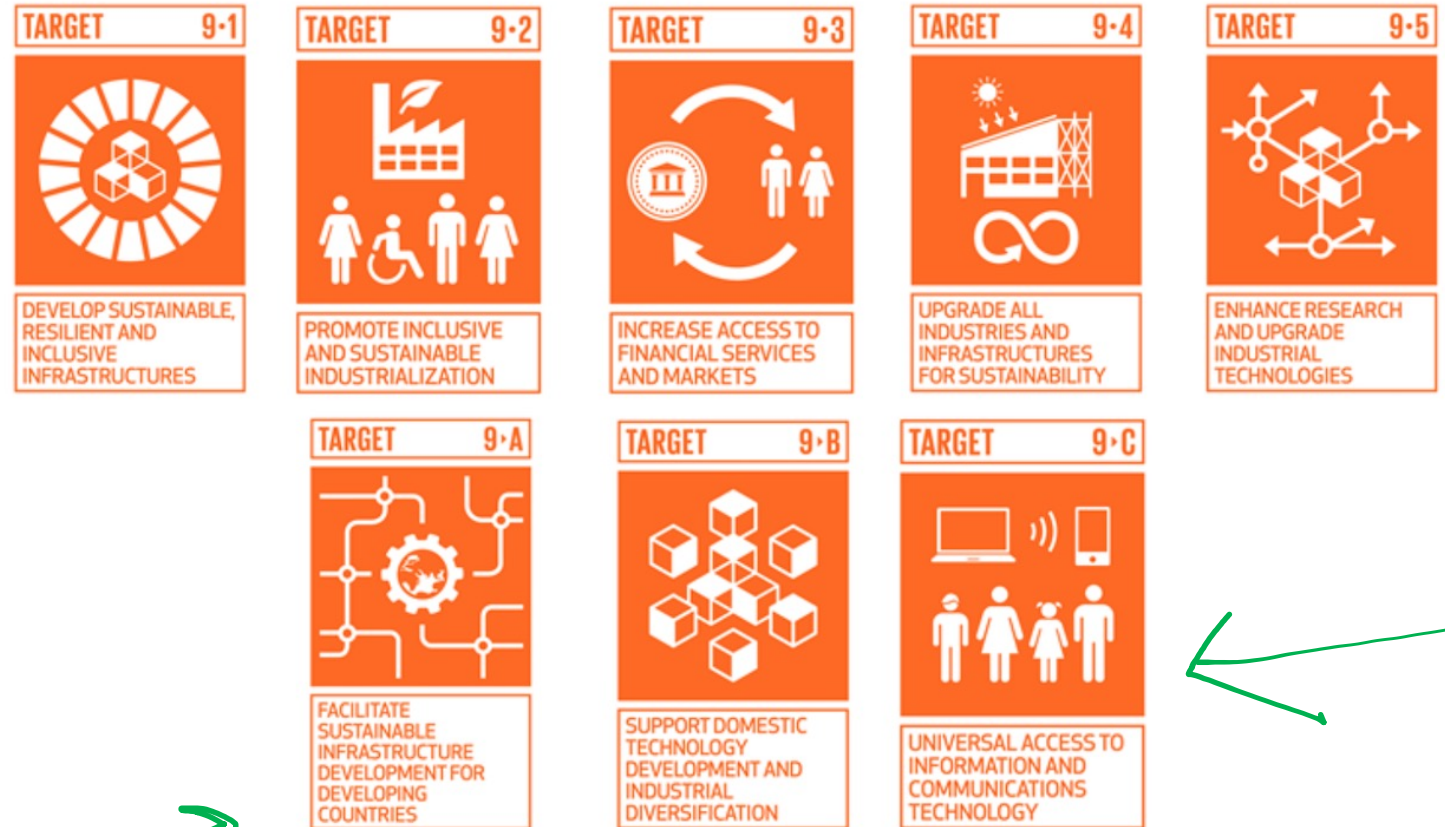 TARGET 9·1
DEVELOP SUSTAINABLE,
RESILIENT AND
INCLUSIVE
INFRASTRUCTURES
TARGET 9·2
PROMOTE INCLUSIVE
AND SUSTAINABLE
INDUSTRIALIZATION
TARGET 9·3
INCREASE ACCESS TO
FINANCIAL SERVICES
AND MARKETS
TARGET 9·4
UPGRADE ALL
INDUSTRIES AND
INFRASTRUCTURES
FOR SUSTAINABILITY
TARGET 9·5
ENHANCE RESEARCH
AND UPGRADE
INDUSTRIAL
TECHNOLOGIES
TARGET 9·A
FACILITATE
SUSTAINABLE
INFRASTRUCTURE
DEVELOPMENT FOR
DEVELOPING
COUNTRIES
TARGET 9·B
SUPPORT DOMESTIC
TECHNOLOGY
DEVELOPMENT AND
INDUSTRIAL
DIVERSIFICATION
TARGET 9·C
UNIVERSAL ACCESS TO
INFORMATION AND
COMMUNICATIONS
TECHNOLOGY